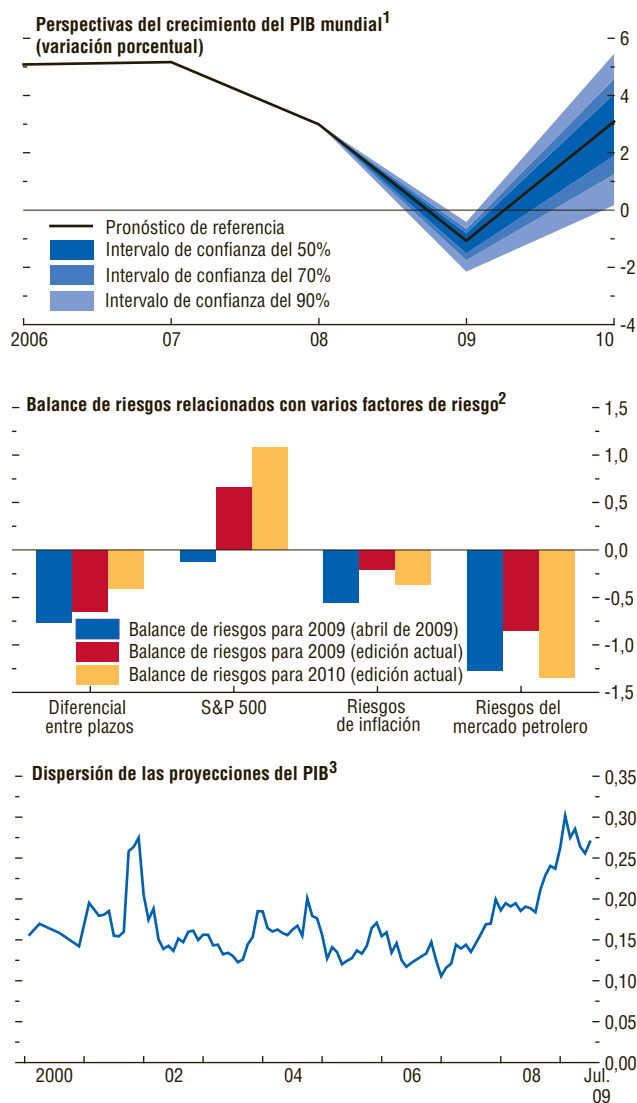 Perspectivas del crecimiento del PIB mundial1
(variación porcentual)
6
4
2
0
-2
-4
Pronóstico de referencia
Intervalo de confianza del 50%
Intervalo de confianza del 70%
Intervalo de confianza del 90%
2006 07 08 09 10
Balance de riesgos relacionados con varios factores de riesgo2
1,5
1,0
0,5
0,0
-0,5
-1,0
-1,5
Balance de riesgos para 2009 (abril de 2009)
Balance de riesgos para 2009 (edición actual)
Balance de riesgos para 2010 (edición actual)
Diferencial
entre plazos
S&P 500
Riesgos
de inflación
Riesgos del
mercado petrolero
Dispersión de las proyecciones del PIB3
0,35
0,30
0,25
0,20
0,15
0,10
0,05
0,00
2000 02 04 06 08 Jul.
09